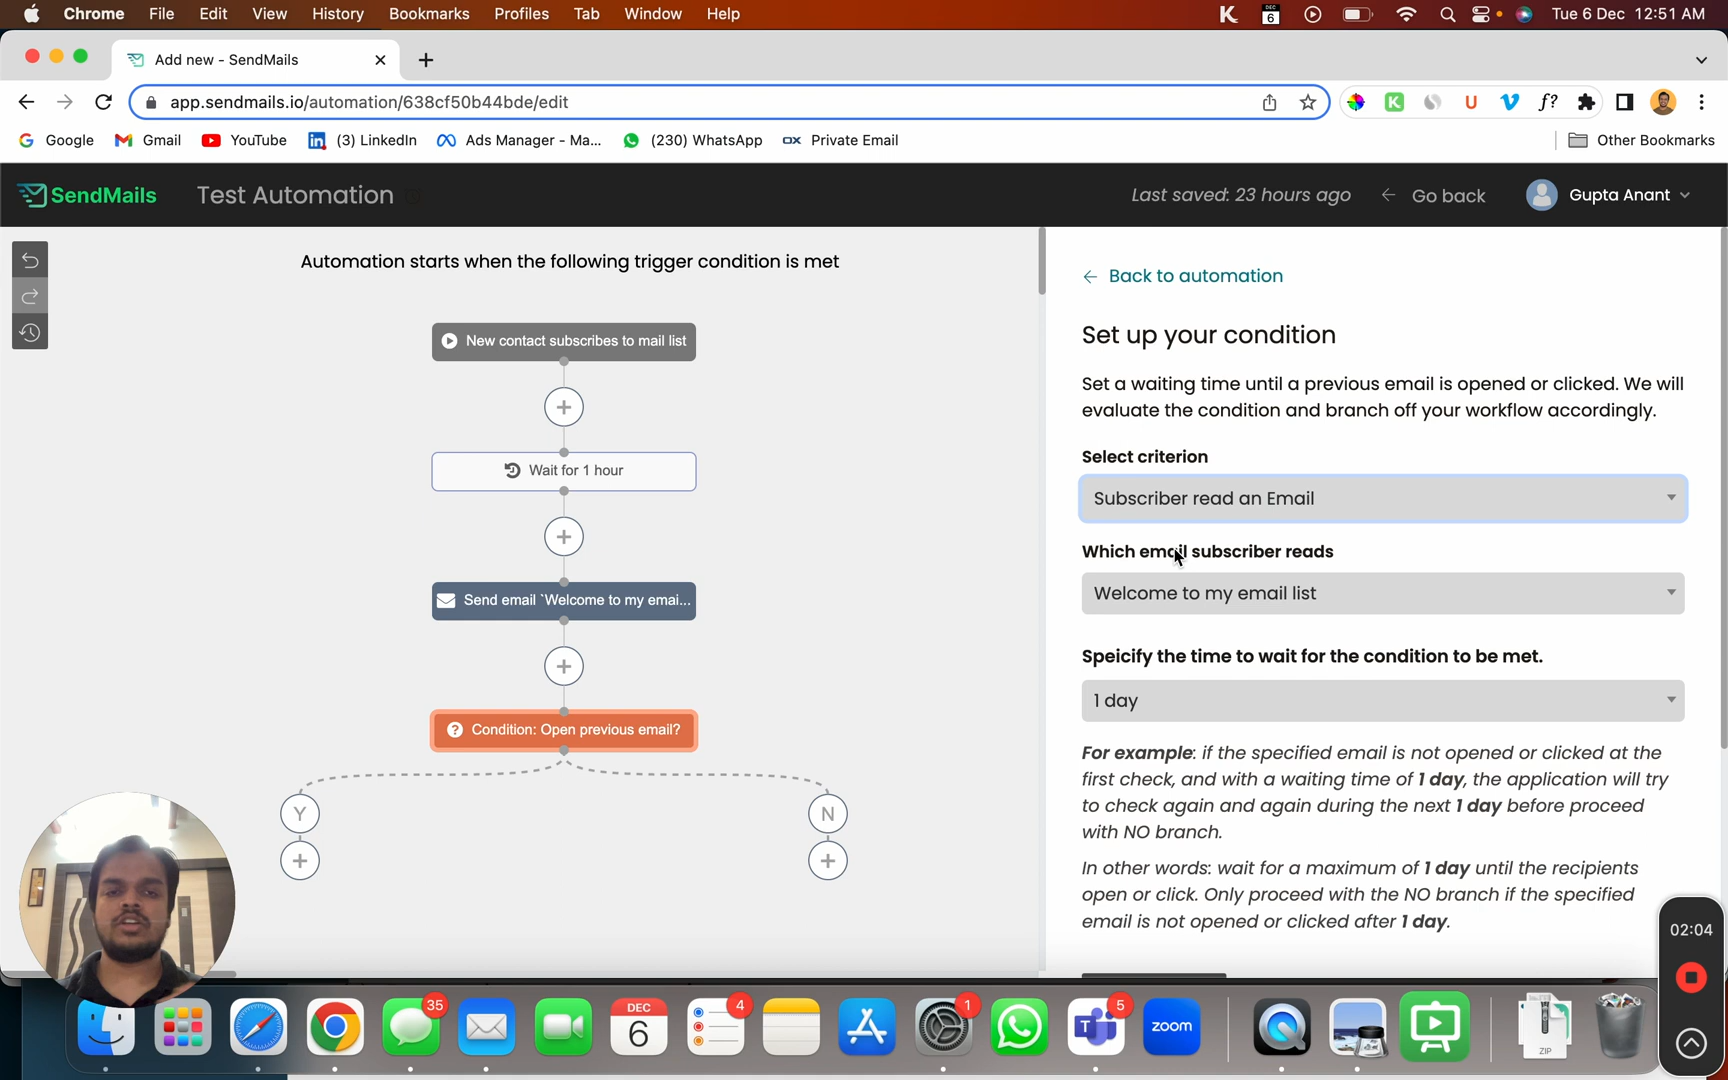 Chrome File Edit View History Bookmarks Profiles Tab Window Help
DEC 6
Tue 6 Dec 12:51 AM
Add new - SendMails
app.sendmails.io/automation/638cf50b44bde/edit
Google Gmail YouTube (3) LinkedIn Ads Manager - Ma... (230) WhatsApp OX Private Email Other Bookmarks
SendMails Test Automation Last saved: 23 hours ago Go back Gupta Anant
Automation starts when the following trigger condition is met
New contact subscribes to mail list
Wait for 1 hour
Send email `Welcome to my emai...
Condition: Open previous email?
Y N
Back to automation
Set up your condition
Set a waiting time until a previous email is opened or clicked. We will
evaluate the condition and branch off your workflow accordingly.
Select criterion
Subscriber read an Email
Which email subscriber reads
Welcome to my email list
Speicify the time to wait for the condition to be met.
1 day
For example: if the specified email is not opened or clicked at the
first check, and with a waiting time of 1 day, the application will try
to check again and again during the next 1 day before proceed
with NO branch.
In other words: wait for a maximum of 1 day until the recipients
open or click. Only proceed with the NO branch if the specified
email is not opened or clicked after 1 day.
02:04
35
DEC
6
4
1
5
zoom
ZIP